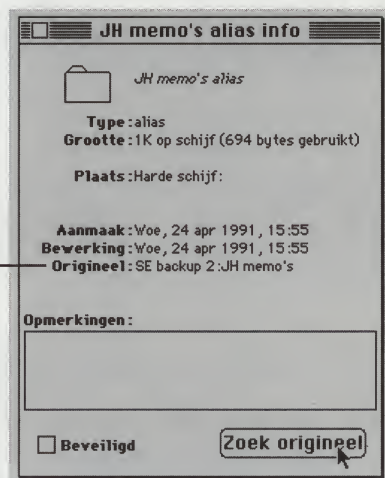 JH memo's alias info
JH memo's alias
Type:alias
Grootte:1K op schijf (694 bytes gebruikt)
Plaats:Harde schijf:
Aanmaak:Woe, 24 apr 1991, 15:55
Bewerking:Woe, 24 apr 1991, 15:55
Origineel:SE backup 2:JH memo's
Opmerkingen:
Beveiligd
Zoek origineel